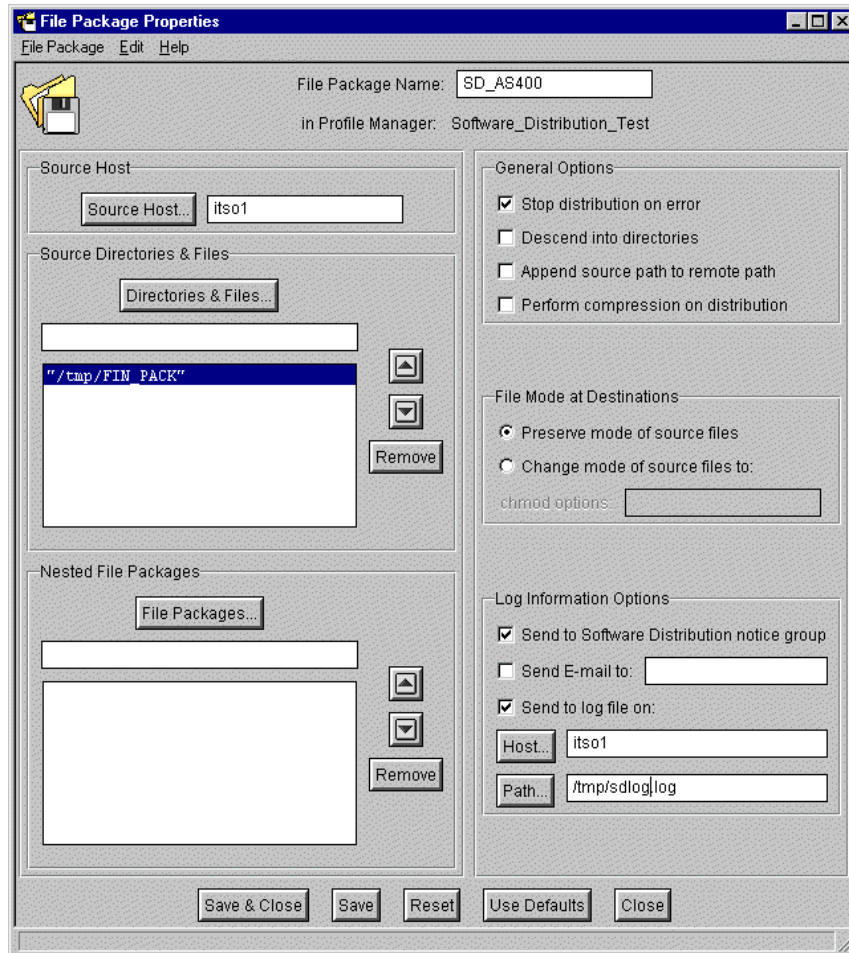 File Package Properties
File Package Edit Help
File Package Name: SD_AS400
in Profile Manager: Software_Distribution_Test
Source Host
Source Host... itso1
Source Directories & Files
Directories & Files...
"/tmp/FIN_PACK"
Remove
Nested File Packages
File Packages...
Remove
General Options
Stop distribution on error
Descend into directories
Append source path to remote path
Perform compression on distribution
File Mode at Destinations
Preserve mode of source files
Change mode of source files to:
chmod options:
Log Information Options
Send to Software Distribution notice group
Send E-mail to:
Send to log file on:
Host... itso1
Path... /tmp/sdlog.log
Save & Close Save Reset Use Defaults Close